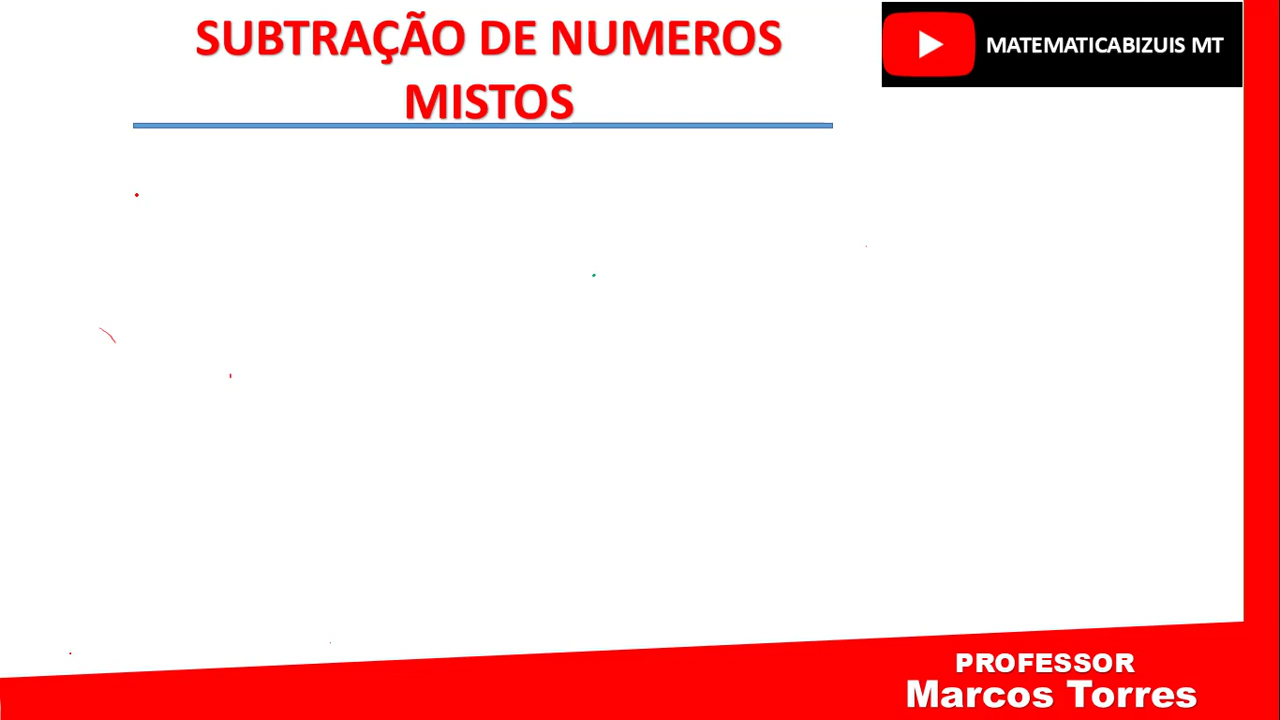 SUBTRAÇÃO DE NUMEROS
MISTOS
MATEMATICABIZUIS MT
PROFESSOR
Marcos Torres